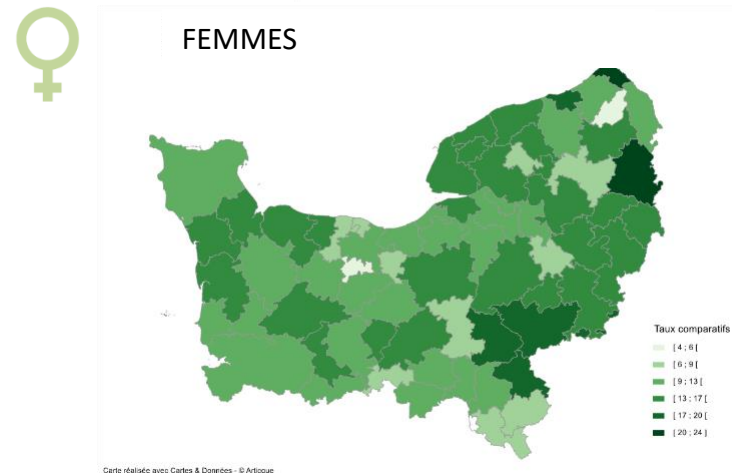 FEMMES
Taux comparatifs
[ 4 ; 6 [
[ 6 ; 9 [
[ 9 ; 13 [
[ 13 ; 17 [
[ 17 ; 20 [
[ 20 ; 24 ]
Carte réalisée avec Cartes & Données - © Articque